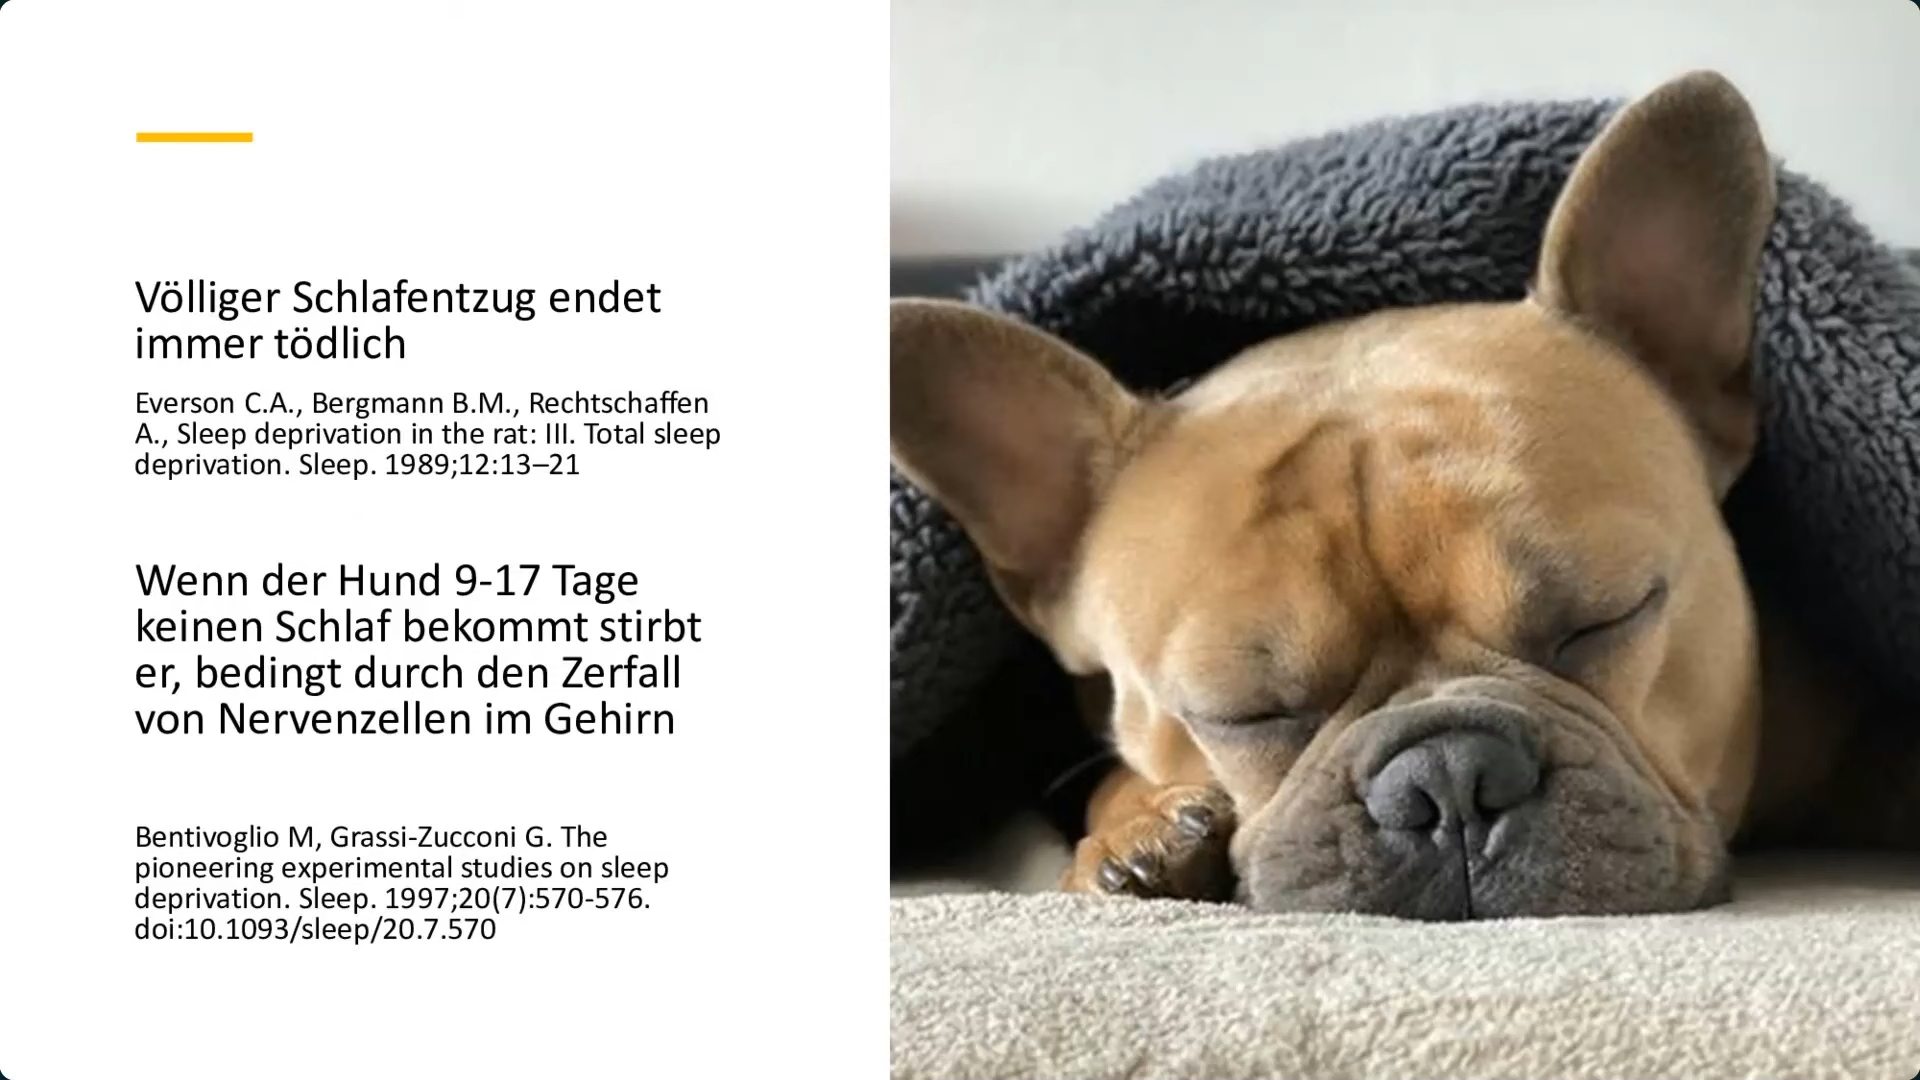 Völliger Schlafentzug endet
immer tödlich
Everson C.A., Bergmann B.M., Rechtschaffen
A., Sleep deprivation in the rat: III. Total sleep
deprivation. Sleep. 1989;12:13–21
Wenn der Hund 9-17 Tage
keinen Schlaf bekommt stirbt
er, bedingt durch den Zerfall
von Nervenzellen im Gehirn
Bentivoglio M, Grassi-Zucconi G. The
pioneering experimental studies on sleep
deprivation. Sleep. 1997;20(7):570-576.
doi:10.1093/sleep/20.7.570